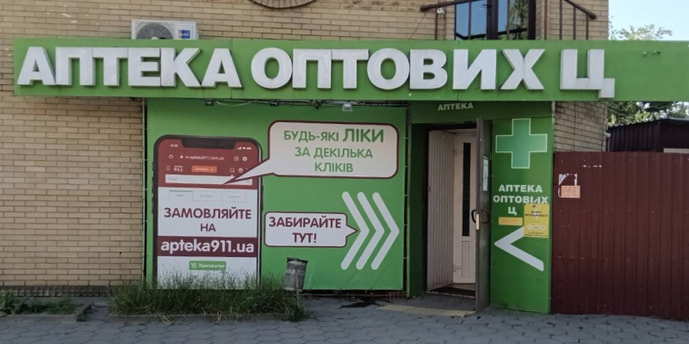 АПТЕКА ОПТОВИХ Ц
АПТЕКА
БУДЬ-ЯКІ ЛІКИ
ЗА ДЕКІЛЬКА
КЛІКІВ
ЗАМОВЛЯЙТЕ
НА
apteka911.ua
ЗАБИРАЙТЕ
ТУТ!
АПТЕКА
ОПТОВИХ
Ц